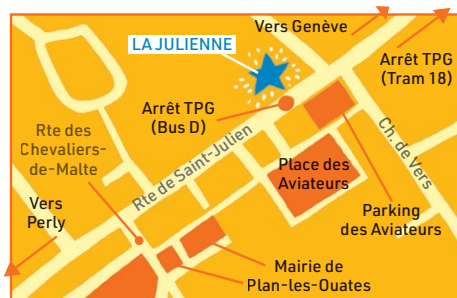 Vers Genève
LA JULIENNE
Arrêt TPG
(Tram 18)
Arrêt TPG
(Bus D)
Rte des
Chevaliers-
de-Malte
Rte de Saint-Julien
Ch. de Vers
Place des
Aviateurs
Vers
Perly
Parking
des Aviateurs
Mairie de
Plan-les-Ouates